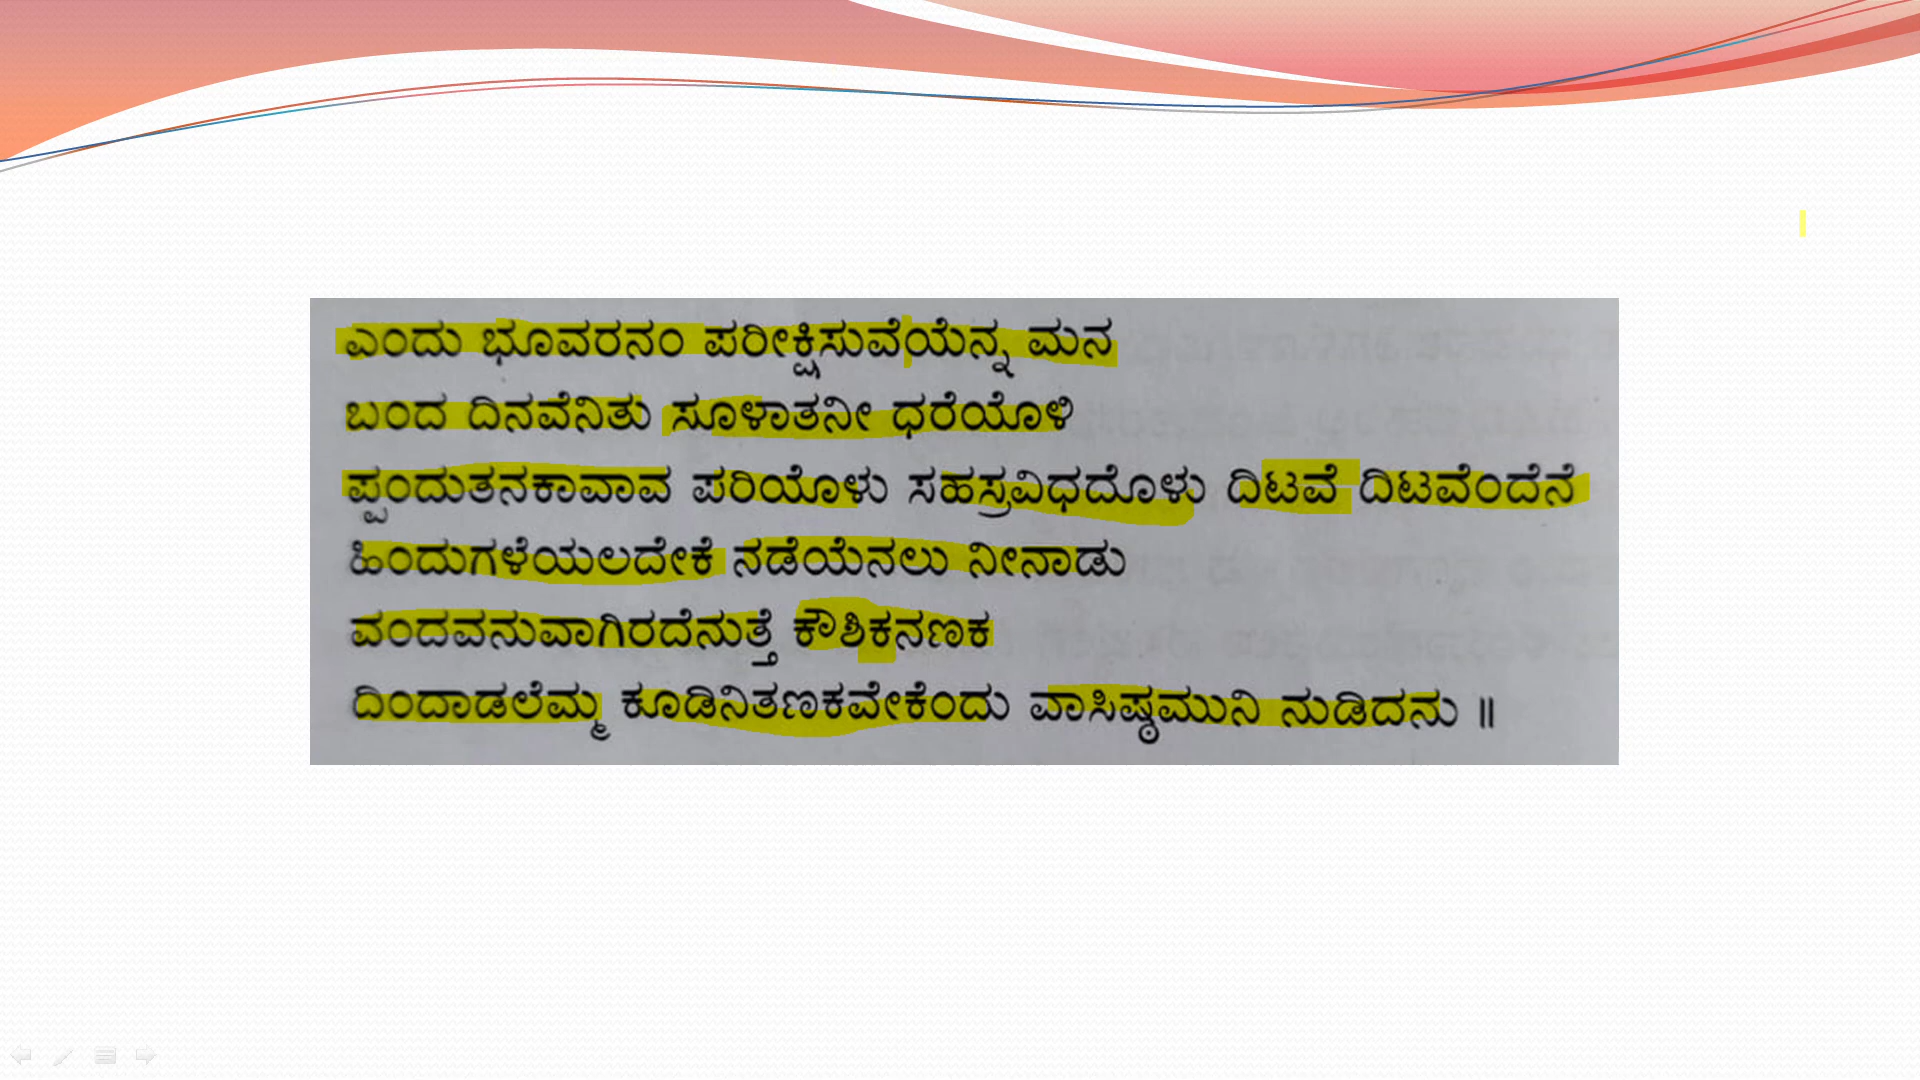 ಎಂದು ಭೂವರನಂ ಪರೀಕ್ಷಿಸುವೆಯೆನ್ನ ಮನ
ಬಂದ ದಿನವೆನಿತು ಸೂಳಾತನೀ ಧರೆಯೊಳಿ
ಪ್ಪಂದುತನಕಾವಾವ ಪರಿಯೊಳು ಸಹಸ್ರವಿಧದೊಳು ದಿಟವೆ ದಿಟವೆಂದೆನೆ
ಹಿಂದುಗಳೆಯಲದೇಕೆ ನಡೆಯೆನಲು ನೀನಾಡು
ವಂದವನುವಾಗಿರದೆನುತ್ತೆ ಕೌಶಿಕನಣಕ
ದಿಂದಾಡಲೆಮ್ಮ ಕೂಡಿನಿತಣಕವೇಕೆಂದು ವಾಸಿಷ್ಠಮುನಿ ನುಡಿದನು ॥